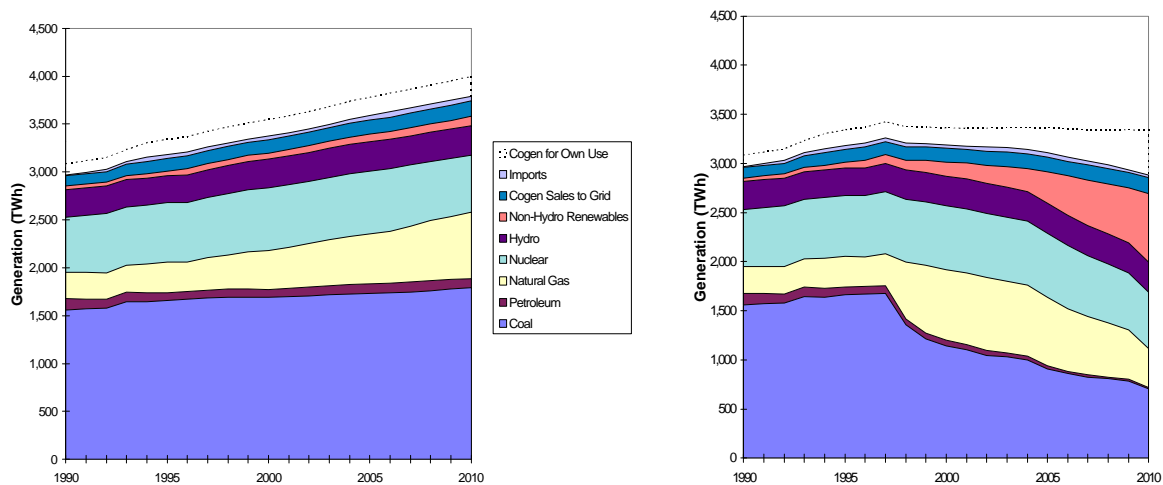 4,500
4,000
3,500
3,000
2,500
2,000
1,500
1,000
500
0
Generation (TWh)
1990
1995
2000
2005
2010
Cogen for Own Use
Imports
Cogen Sales to Grid
Non-Hydro Renewables
Hydro
Nuclear
Natural Gas
Petroleum
Coal
4,500
4,000
3,500
3,000
2,500
2,000
1,500
1,000
500
0
Generation (TWh)
1990
1995
2000
2005
2010